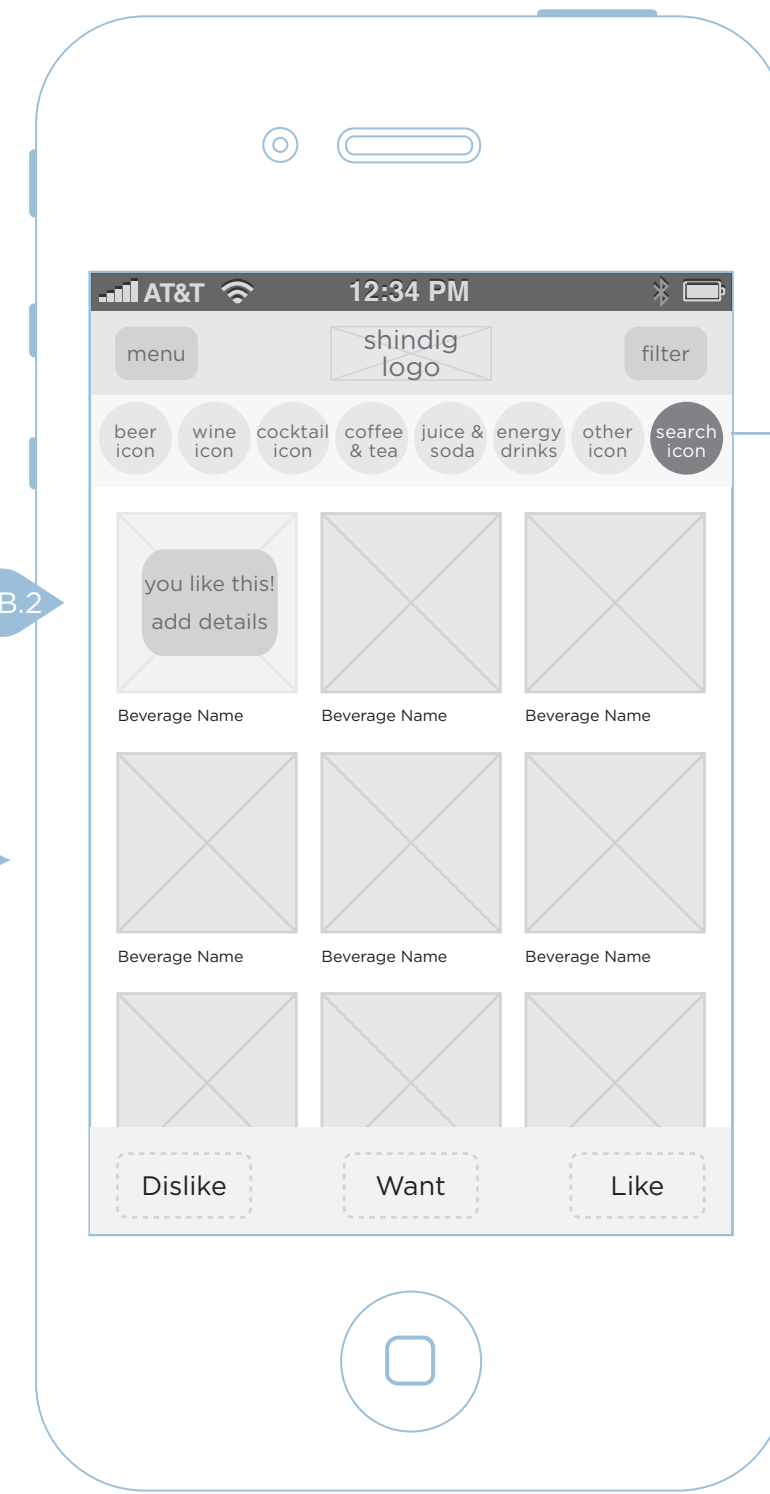 AT&T 12:34 PM
menu
shindig
logo
filter
beer
icon
wine
icon
cocktail
icon
coffee
& tea
juice &
soda
energy
drinks
other
icon
search
icon
you like this!
add details
B.2
Beverage Name
Beverage Name
Beverage Name
Beverage Name
Beverage Name
Beverage Name
Dislike
Want
Like